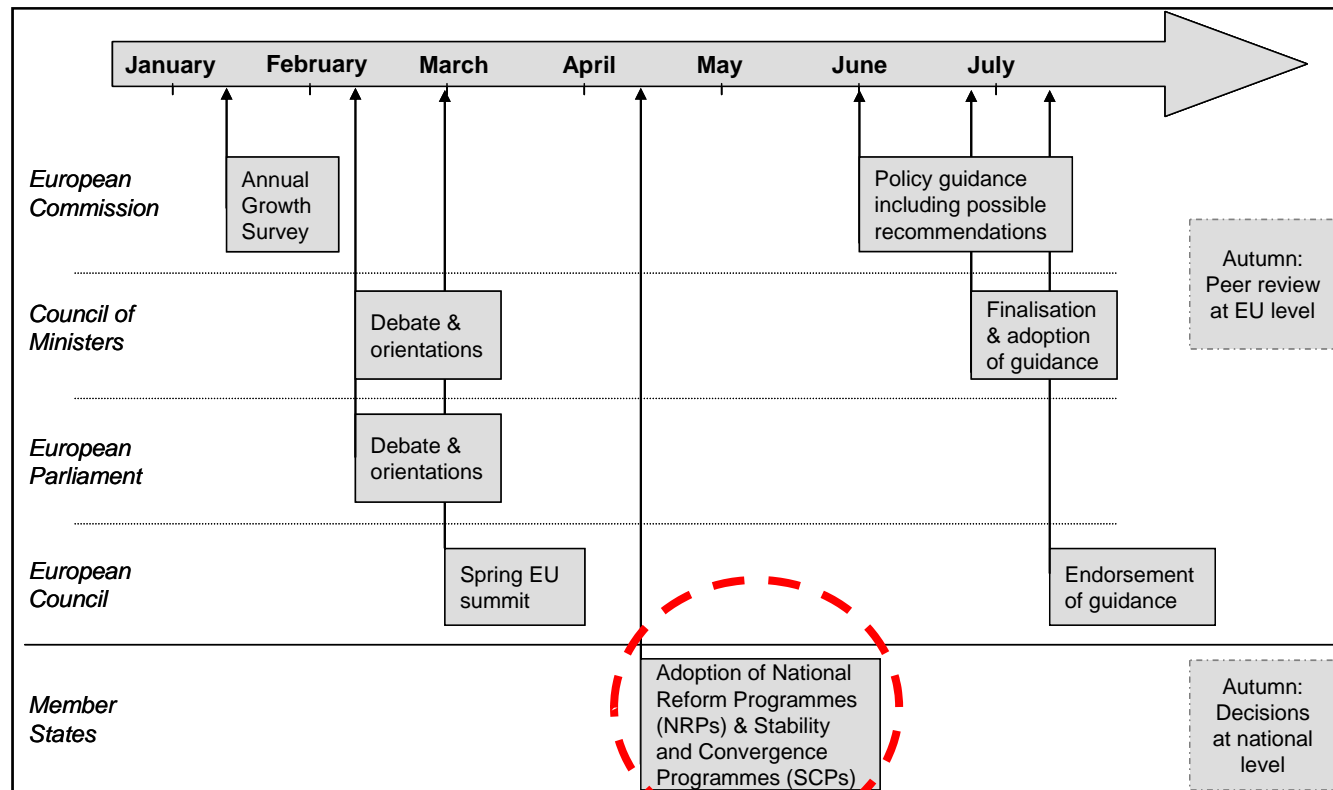 January February March April May June July
European
Commission
Annual
Growth
Survey
Policy guidance
including possible
recommendations
Autumn:
Peer review
at EU level
Council of
Ministers
Debate &
orientations
Finalisation
& adoption
of guidance
European
Parliament
Debate &
orientations
European
Council
Spring EU
summit
Endorsement
of guidance
Member
States
Adoption of National
Reform Programmes
(NRPs) & Stability
and Convergence
Programmes (SCPs)
Autumn:
Decisions
at national
level